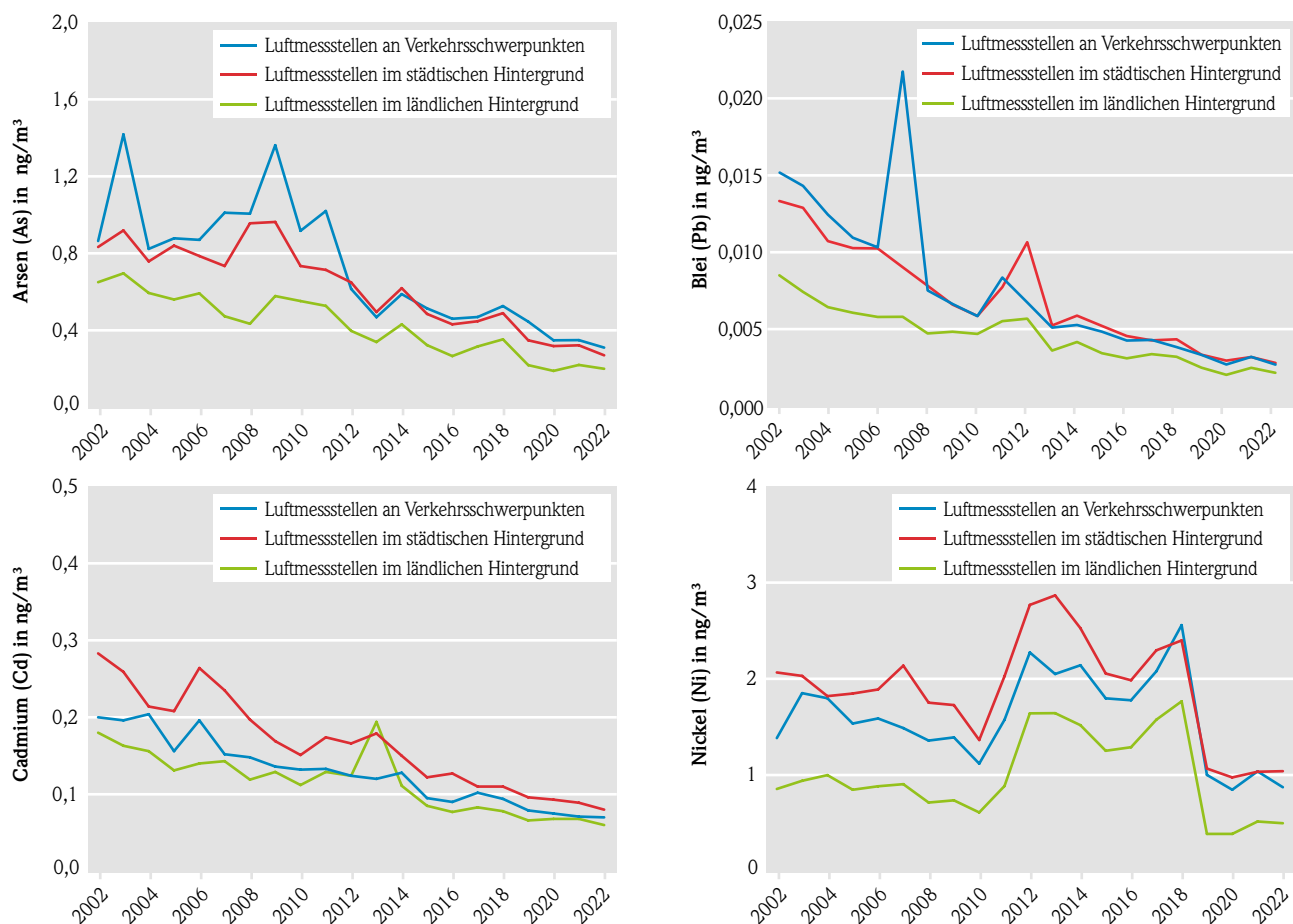 Arsen (As) in ng/m³
2,0
1,6
1,2
0,8
0,4
0,0
Luftmessstellen an Verkehrsschwerpunkten
Luftmessstellen im städtischen Hintergrund
Luftmessstellen im ländlichen Hintergrund
2002 2004 2006 2008 2010 2012 2014 2016 2018 2020 2022
Blei (Pb) in µg/m³
0,025
0,020
0,015
0,010
0,005
0,000
Luftmessstellen an Verkehrsschwerpunkten
Luftmessstellen im städtischen Hintergrund
Luftmessstellen im ländlichen Hintergrund
2002 2004 2006 2008 2010 2012 2014 2016 2018 2020 2022
Cadmium (Cd) in ng/m³
0,5
0,4
0,3
0,2
0,1
0,0
Luftmessstellen an Verkehrsschwerpunkten
Luftmessstellen im städtischen Hintergrund
Luftmessstellen im ländlichen Hintergrund
2002 2004 2006 2008 2010 2012 2014 2016 2018 2020 2022
Nickel (Ni) in ng/m³
4
3
2
1
0
Luftmessstellen an Verkehrsschwerpunkten
Luftmessstellen im städtischen Hintergrund
Luftmessstellen im ländlichen Hintergrund
2002 2004 2006 2008 2010 2012 2014 2016 2018 2020 2022